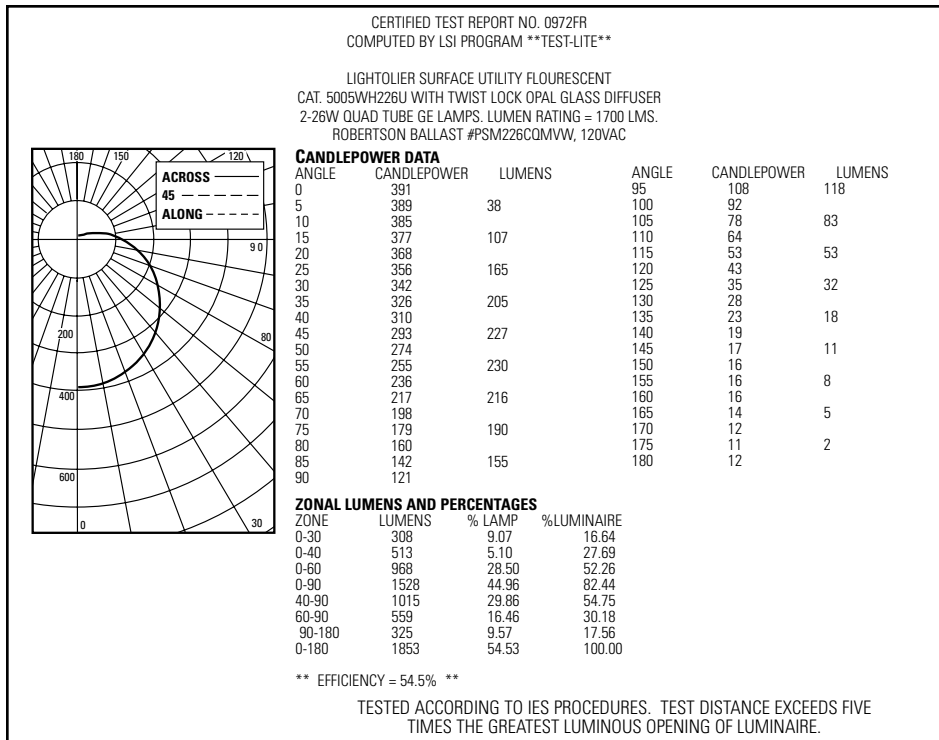 CERTIFIED TEST REPORT NO. 0972FR
COMPUTED BY LSI PROGRAM **TEST-LITE**
LIGHTOLIER SURFACE UTILITY FLOURESCENT
CAT. 5005WH226U WITH TWIST LOCK OPAL GLASS DIFFUSER
2-26W QUAD TUBE GE LAMPS. LUMEN RATING = 1700 LMS.
ROBERTSON BALLAST #PSM226CQMVW, 120VAC
180 150 120
ACROSS
45
ALONG
90
200
80
400
600
0 30
CANDLEPOWER DATA
ANGLE CANDLEPOWER LUMENS ANGLE CANDLEPOWER LUMENS
0 391 95 108 118
5 389 38 100 92
10 385 105 78 83
15 377 107 110 64
20 368 115 53 53
25 356 165 120 43
30 342 125 35 32
35 326 205 130 28
40 310 135 23 18
45 293 227 140 19
50 274 145 17 11
55 255 230 150 16
60 236 155 16 8
65 217 216 160 16
70 198 165 14 5
75 179 190 170 12
80 160 175 11 2
85 142 155 180 12
90 121
ZONAL LUMENS AND PERCENTAGES
ZONE LUMENS % LAMP %LUMINAIRE
0-30 308 9.07 16.64
0-40 513 5.10 27.69
0-60 968 28.50 52.26
0-90 1528 44.96 82.44
40-90 1015 29.86 54.75
60-90 559 16.46 30.18
90-180 325 9.57 17.56
0-180 1853 54.53 100.00
** EFFICIENCY = 54.5% **
TESTED ACCORDING TO IES PROCEDURES. TEST DISTANCE EXCEEDS FIVE
TIMES THE GREATEST LUMINOUS OPENING OF LUMINAIRE.